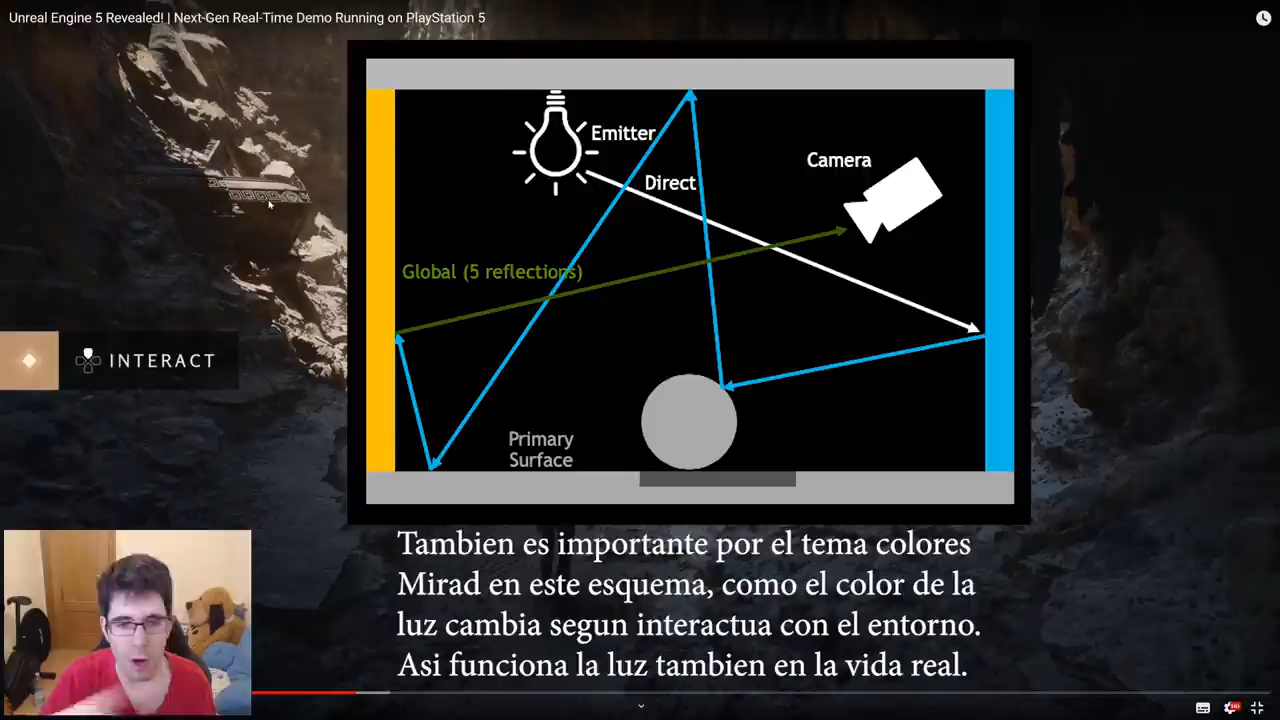 Unreal Engine 5 Revealed! | Next-Gen Real-Time Demo Running on PlayStation 5
Emitter
Camera
Direct
Global (5 reflections)
INTERACT
Primary
Surface
Tambien es importante por el tema colores
Mirad en este esquema, como el color de la
luz cambia segun interactua con el entorno.
Asi funciona la luz tambien en la vida real.